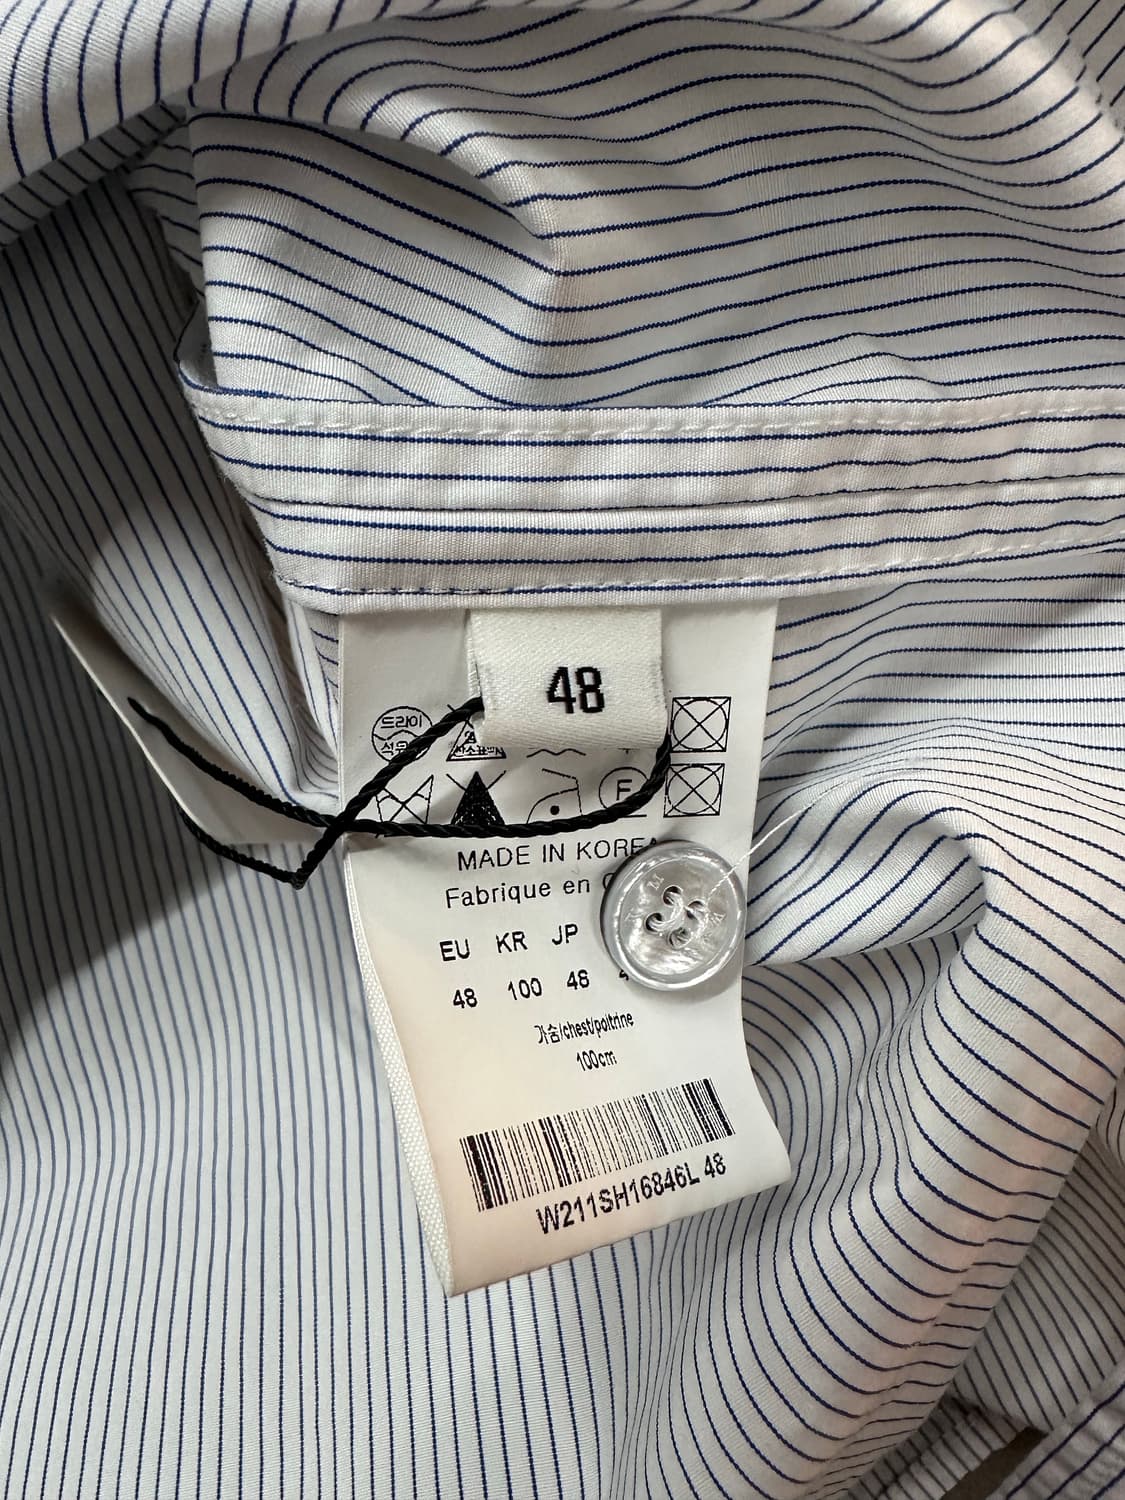 48
드라이
MADE IN KOREA
Fabrique en
EU KR JP
48 100 48
가슴/chest/poitrine
100cm
W211SH16846L 48
F